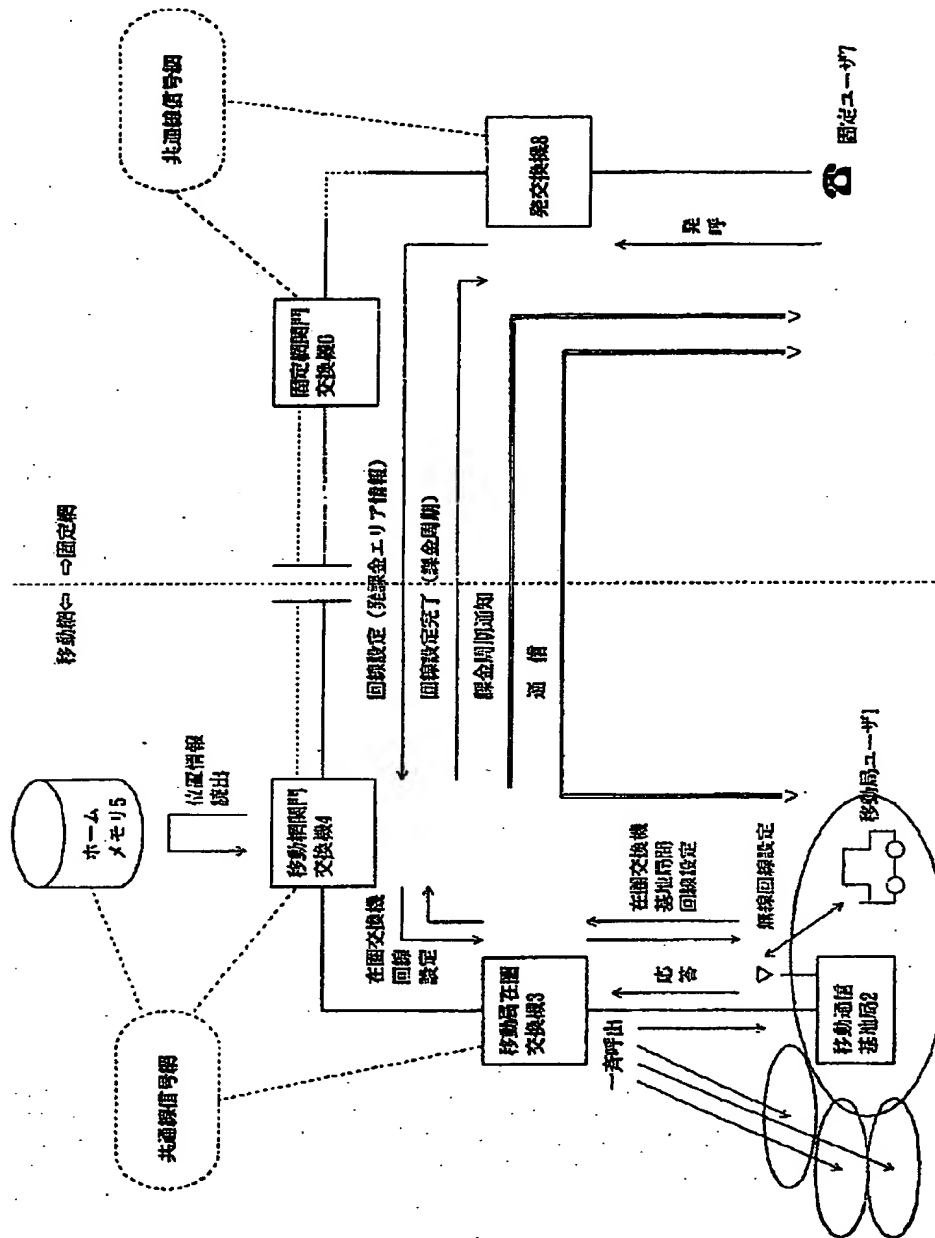 共通線信号網
ホーム
メモリ5
位置情報
読出
移動網関門
交換機4
移動網⇦ ⇨固定網
固定網関門
交換機6
共通線信号網
移動局在圏
交換機3
在圏交換機
回線
設定
回線設定(発課金エリア情報)
回線設定完了(課金周期)
課金周期通知
通信
発交換機8
一斉呼出
応答
在圏交換機
基地局間
回線設定
発呼
移動通信
基地局2
無線回線設定
移動局ユーザ1
固定ユーザ7